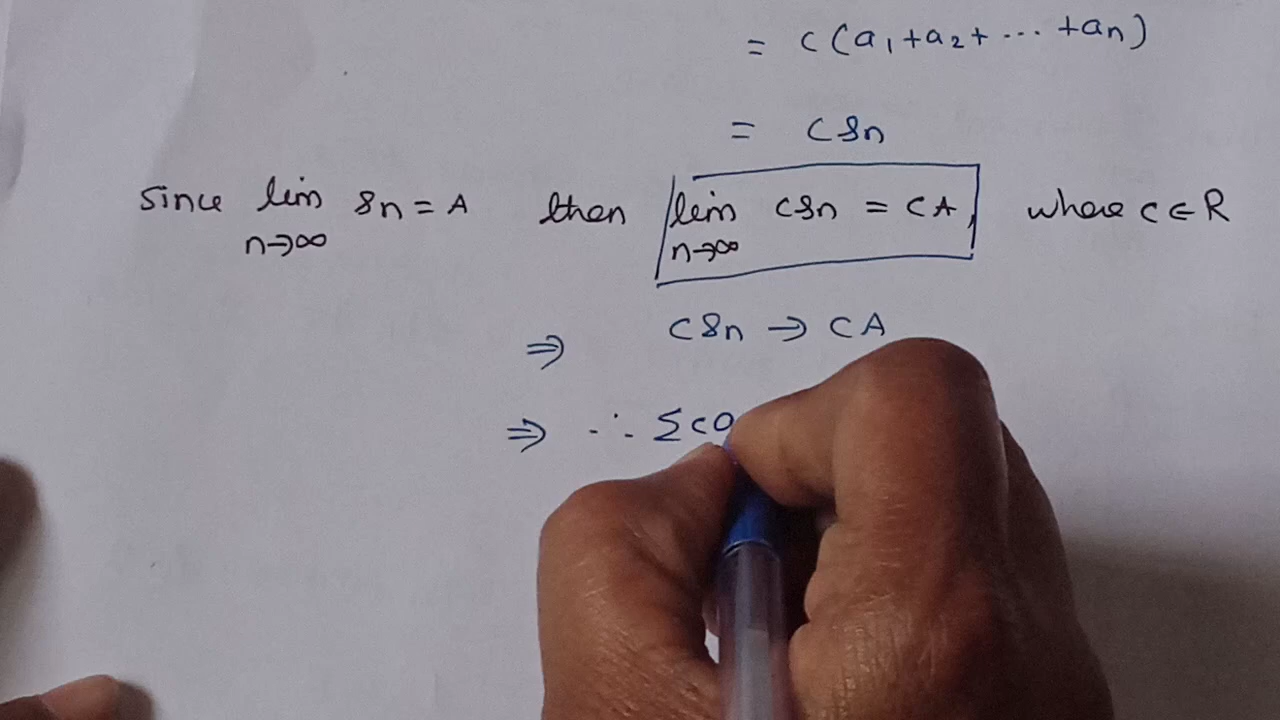 = c(a₁+a₂+ ... +aₙ)
= csₙ
since lim sₙ = A then lim csₙ = cA, where c ∈ R
n→∞ n→∞
⇒ csₙ → cA
⇒ ∴ Σca